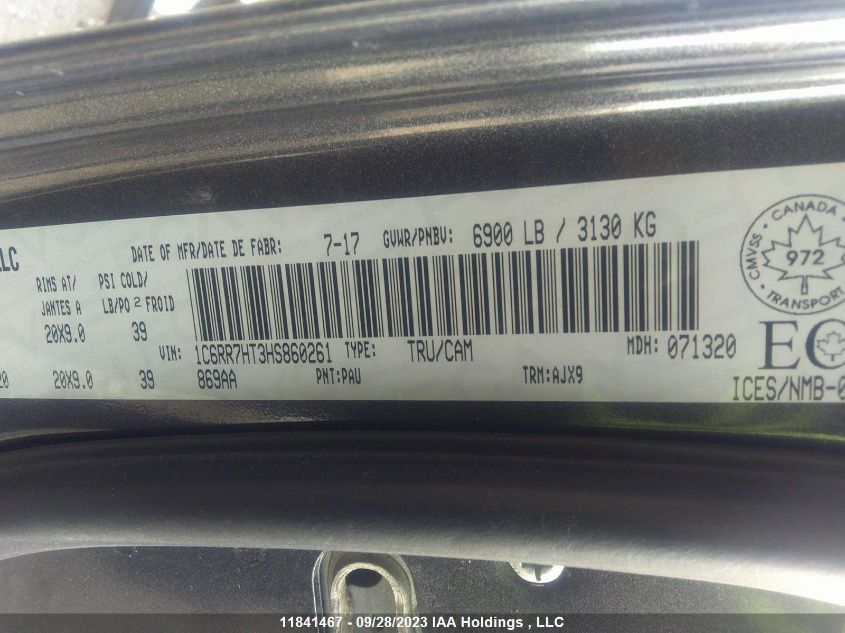 LLC
DATE OF MFR/DATE DE FABR: 7-17 GVWR/PNBV: 6900 LB / 3130 KG
RIMS AT/ PSI COLD/
JANTES A LB/PO 2 FROID
20X9.0 39
VIN: 1C6RR7HT3HS860261 TYPE: TRU/CAM MDH: 071320
20 20X9.0 39 869AA PNT:PAU TRM:AJX9
CANADA
CMVSS 972
TRANSPORT
EC
ICES/NMB-0
11841467 - 09/28/2023 IAA Holdings , LLC